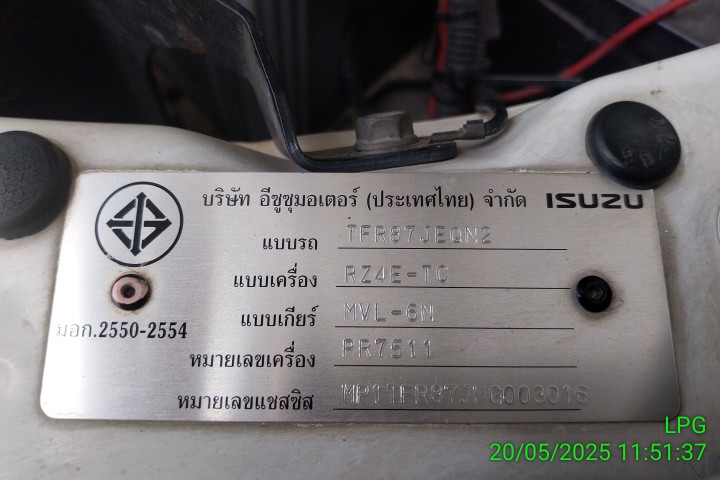 บริษัท อีซูซุมอเตอร์ (ประเทศไทย) จำกัด ISUZU
แบบรถ TFR87JEQN2
แบบเครื่อง RZ4E-TC
แบบเกียร์ MVL-6N
มอก.2550-2554
หมายเลขเครื่อง PR7511
หมายเลขแชสซิส
LPG
20/05/2025 11:51:37